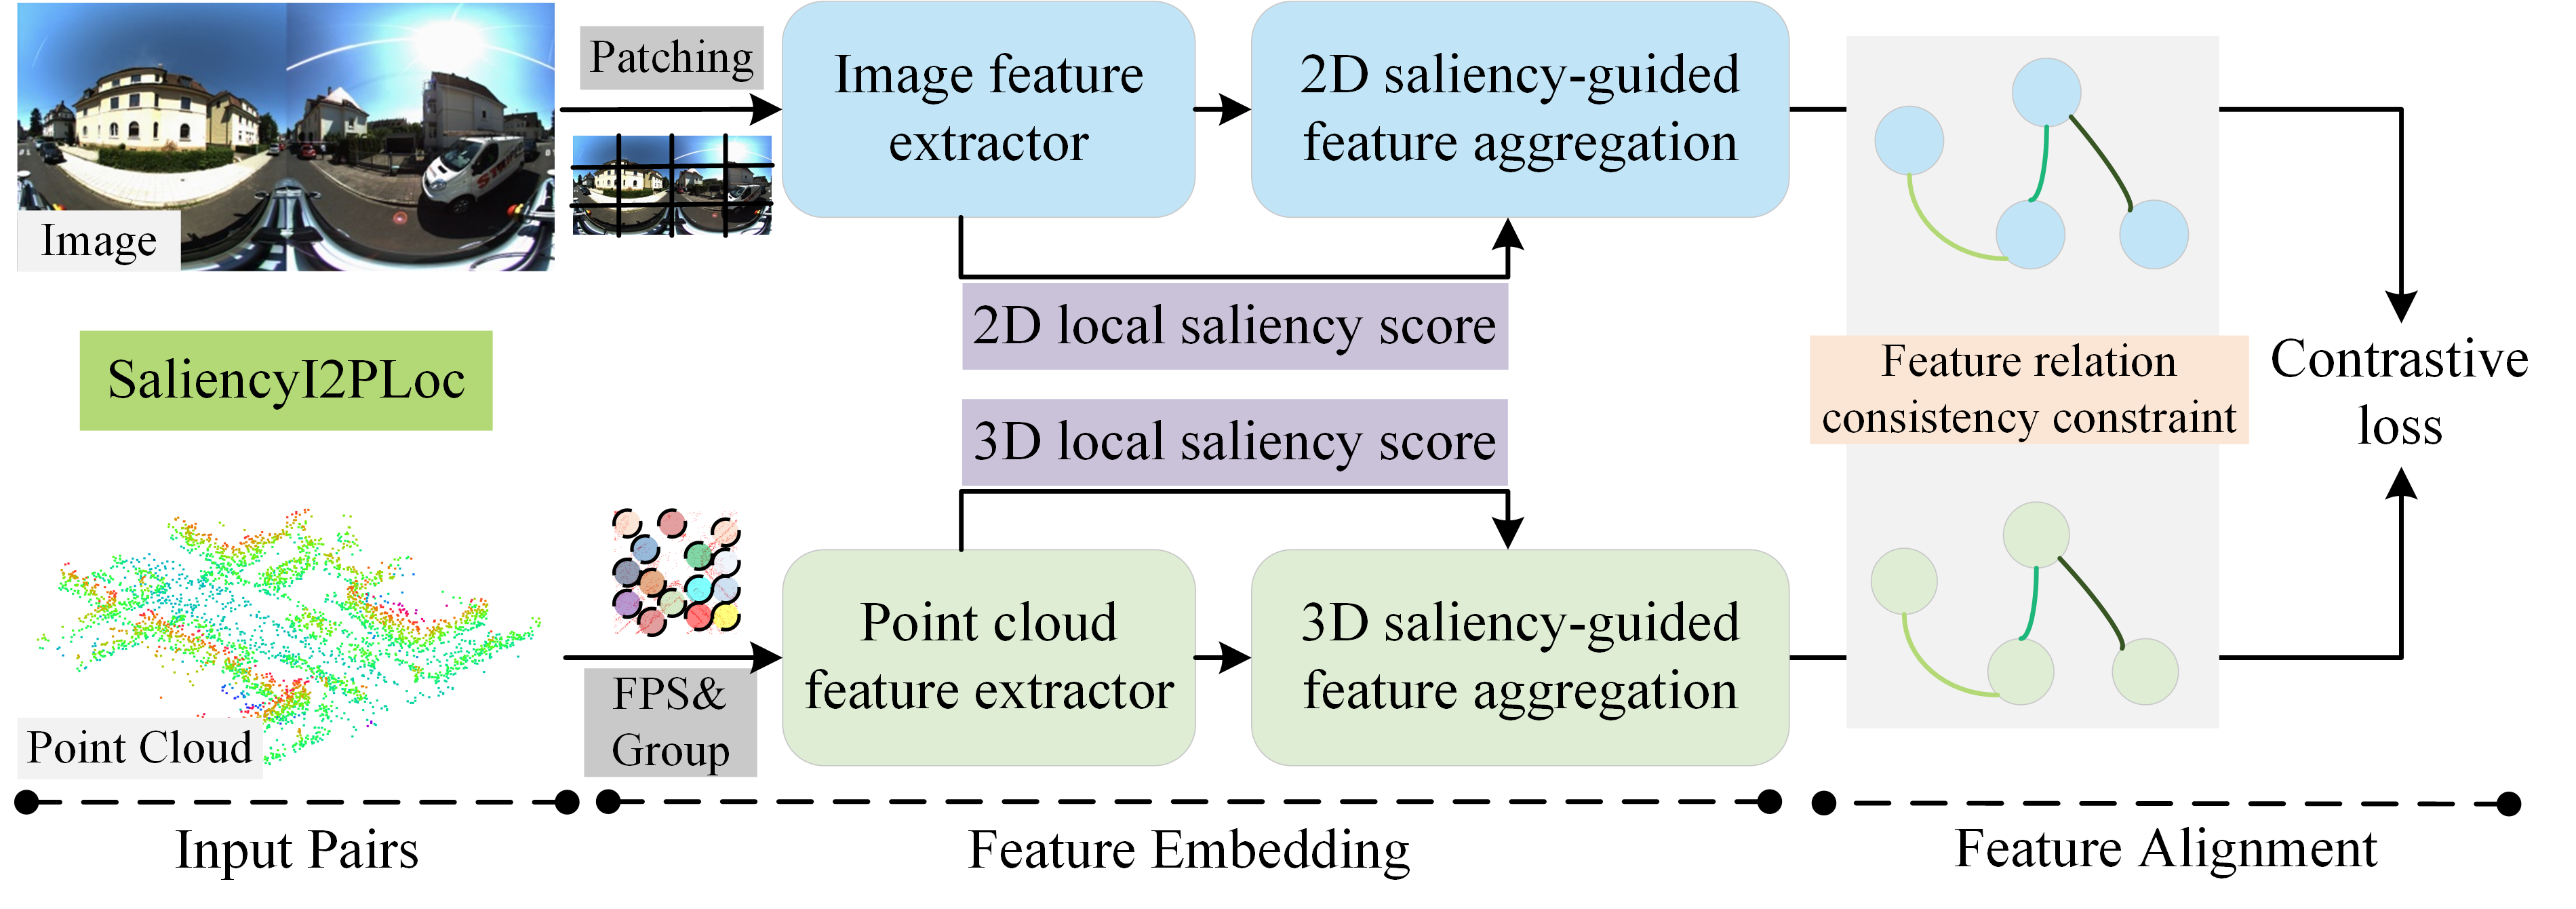 Patching
Image feature
extractor
2D saliency-guided
feature aggregation
Image
2D local saliency score
SaliencyI2PLoc
Feature relation
consistency constraint
Contrastive
loss
3D local saliency score
Point cloud
feature extractor
3D saliency-guided
feature aggregation
FPS&
Group
Point Cloud
Input Pairs
Feature Embedding
Feature Alignment